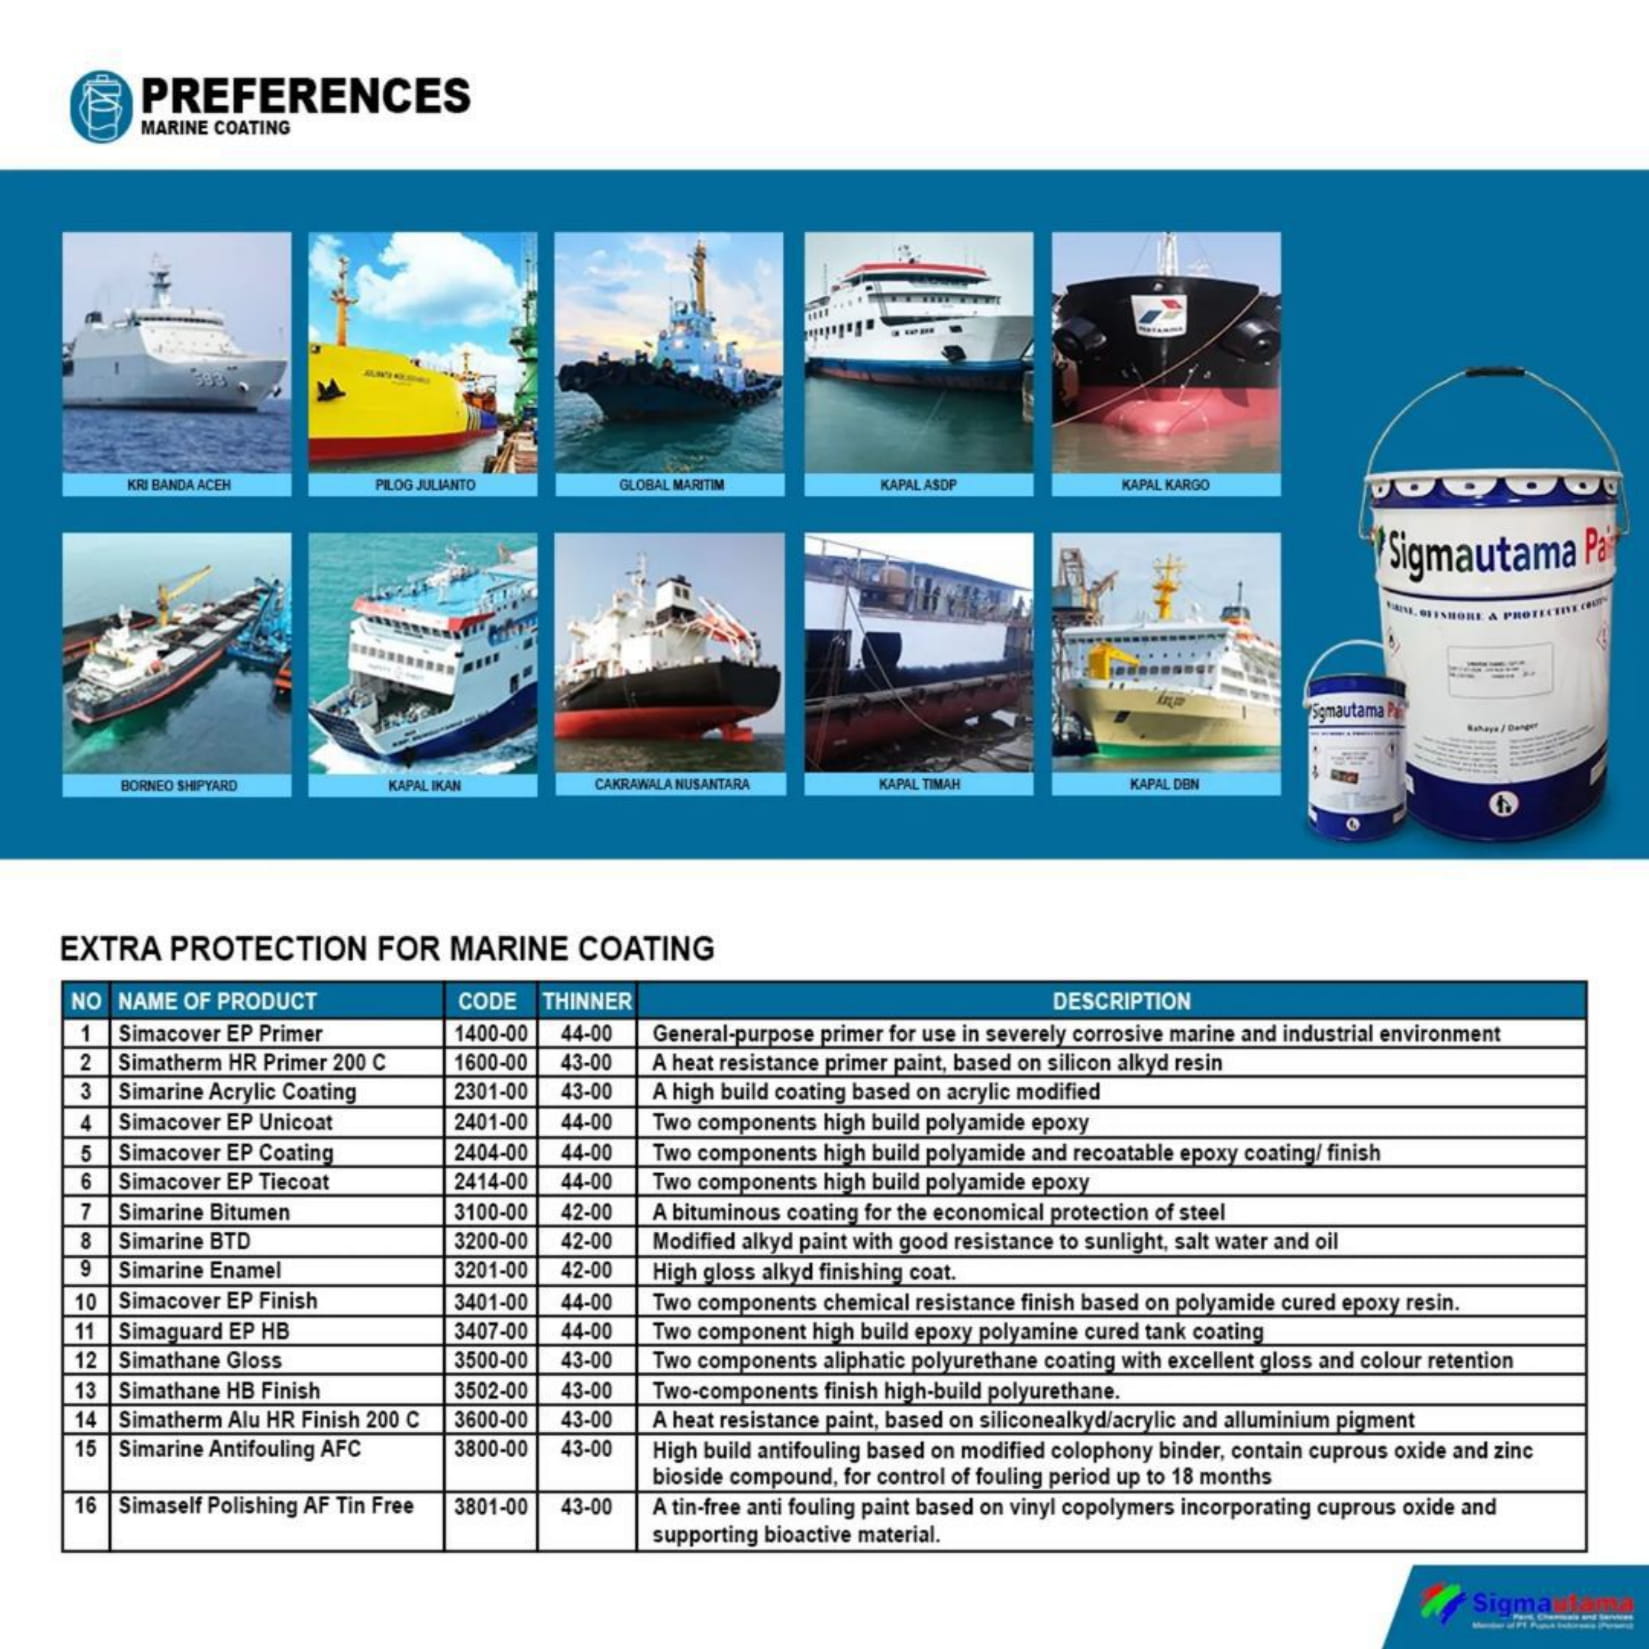 PREFERENCES
MARINE COATING
593
PERTAMINA
KRI BANDA ACEH
PILOG JULIANTO
GLOBAL MARITIM
KAPAL ASDP
KAPAL KARGO
BORNEO SHIPYARD
KAPAL IKAN
CAKRAWALA NUSANTARA
KAPAL TIMAH
KAPAL DBN
Sigmautama
MARINE, OFFSHORE & PROTECTIVE
Bahaya / Danger
Sigmautama
EXTRA PROTECTION FOR MARINE COATING
NO NAME OF PRODUCT CODE THINNER DESCRIPTION
1 Simacover EP Primer 1400-00 44-00 General-purpose primer for use in severely corrosive marine and industrial environment
2 Simatherm HR Primer 200 C 1600-00 43-00 A heat resistance primer paint, based on silicon alkyd resin
3 Simarine Acrylic Coating 2301-00 43-00 A high build coating based on acrylic modified
4 Simacover EP Unicoat 2401-00 44-00 Two components high build polyamide epoxy
5 Simacover EP Coating 2404-00 44-00 Two components high build polyamide and recoatable epoxy coating/ finish
6 Simacover EP Tiecoat 2414-00 44-00 Two components high build polyamide epoxy
7 Simarine Bitumen 3100-00 42-00 A bituminous coating for the economical protection of steel
8 Simarine BTD 3200-00 42-00 Modified alkyd paint with good resistance to sunlight, salt water and oil
9 Simarine Enamel 3201-00 42-00 High gloss alkyd finishing coat.
10 Simacover EP Finish 3401-00 44-00 Two components chemical resistance finish based on polyamide cured epoxy resin.
11 Simaguard EP HB 3407-00 44-00 Two component high build epoxy polyamine cured tank coating
12 Simathane Gloss 3500-00 43-00 Two components aliphatic polyurethane coating with excellent gloss and colour retention
13 Simathane HB Finish 3502-00 43-00 Two-components finish high-build polyurethane.
14 Simatherm Alu HR Finish 200 C 3600-00 43-00 A heat resistance paint, based on siliconealkyd/acrylic and alluminium pigment
15 Simarine Antifouling AFC 3800-00 43-00 High build antifouling based on modified colophony binder, contain cuprous oxide and zinc
bioside compound, for control of fouling period up to 18 months
16 Simaself Polishing AF Tin Free 3801-00 43-00 A tin-free anti fouling paint based on vinyl copolymers incorporating cuprous oxide and
supporting bioactive material.
Sigmautama
Paint, Chemicals and Services
Member of PT Pupuk Indonesia (Persero)